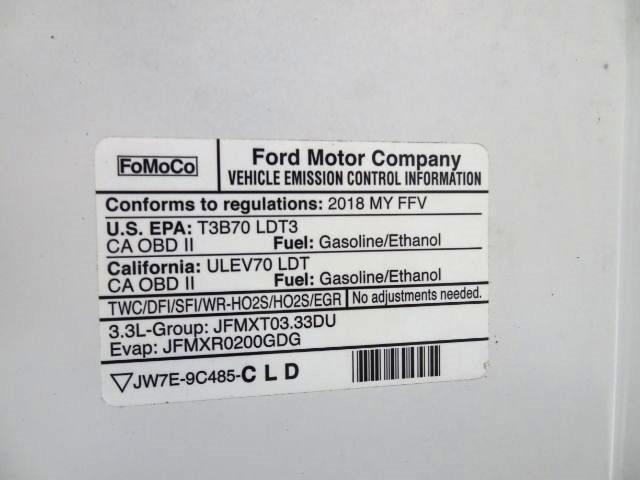 FoMoCo
Ford Motor Company
VEHICLE EMISSION CONTROL INFORMATION
Conforms to regulations: 2018 MY FFV
U.S. EPA: T3B70 LDT3
CA OBD II Fuel: Gasoline/Ethanol
California: ULEV70 LDT
CA OBD II Fuel: Gasoline/Ethanol
TWC/DFI/SFI/WR-HO2S/HO2S/EGR No adjustments needed.
3.3L-Group: JFMXT03.33DU
Evap: JFMXR0200GDG
▽JW7E-9C485-C L D